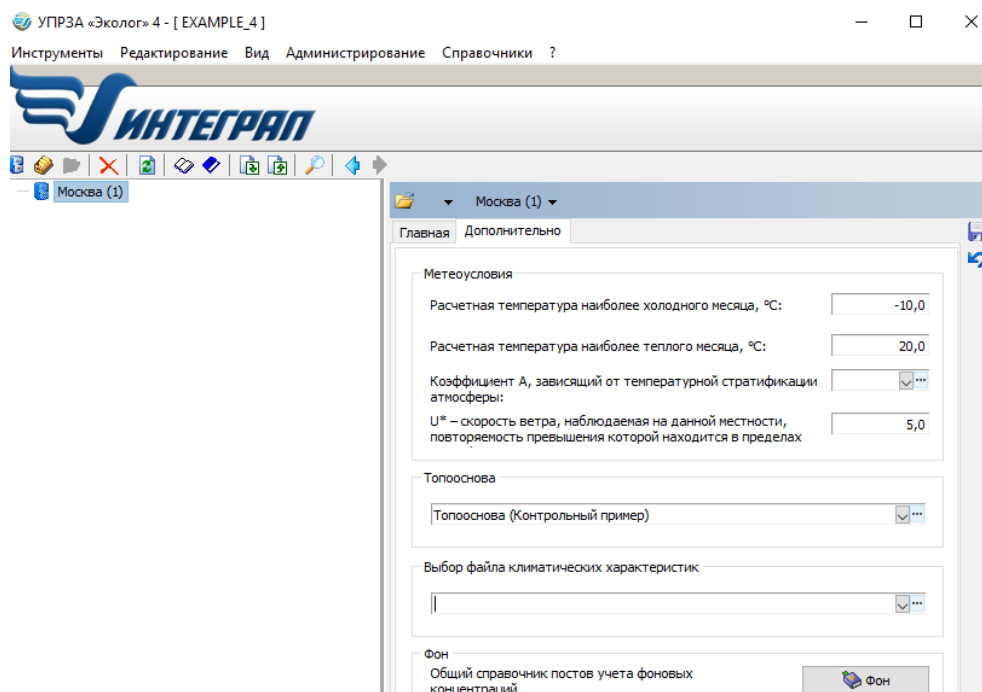 УПРЗА «Эколог» 4 - [ EXAMPLE_4 ]
Инструменты Редактирование Вид Администрирование Справочники ?
ИНТЕГРАЛ
Москва (1)
Москва (1)
Главная Дополнительно
Метеоусловия
Расчетная температура наиболее холодного месяца, °C: -10,0
Расчетная температура наиболее теплого месяца, °C: 20,0
Коэффициент А, зависящий от температурной стратификации
атмосферы:
U* – скорость ветра, наблюдаемая на данной местности,
повторяемость превышения которой находится в пределах
5,0
Топооснова
Топооснова (Контрольный пример)
Выбор файла климатических характеристик
Фон
Общий справочник постов учета фоновых
концентраций
Фон